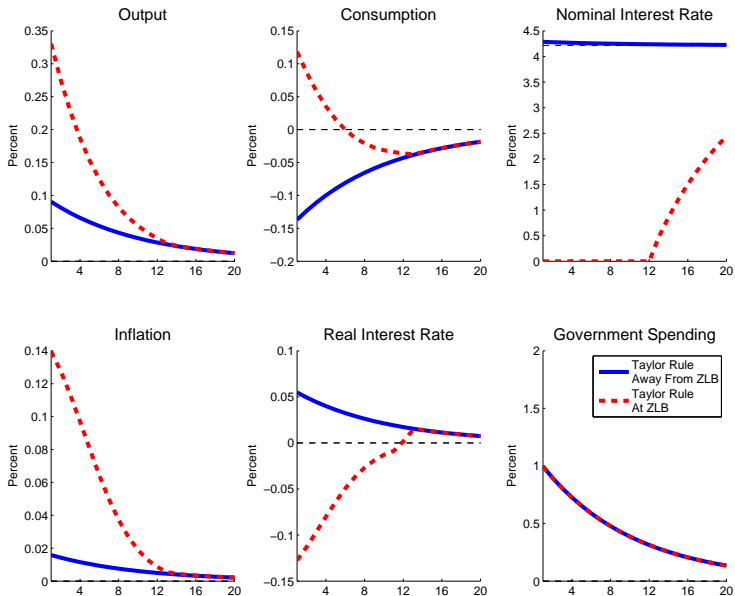 Output
Percent
0.35
0.3
0.25
0.2
0.15
0.1
0.05
0
4 8 12 16 20
Consumption
Percent
0.15
0.1
0.05
0
−0.05
−0.1
−0.15
−0.2
4 8 12 16 20
Nominal Interest Rate
Percent
4.5
4
3.5
3
2.5
2
1.5
1
0.5
0
4 8 12 16 20
Inflation
Percent
0.14
0.12
0.1
0.08
0.06
0.04
0.02
0
4 8 12 16 20
Real Interest Rate
Percent
0.1
0.05
0
−0.05
−0.1
−0.15
4 8 12 16 20
Government Spending
Percent
2
1.5
1
0.5
0
4 8 12 16 20
Taylor Rule
Away From ZLB
Taylor Rule
At ZLB